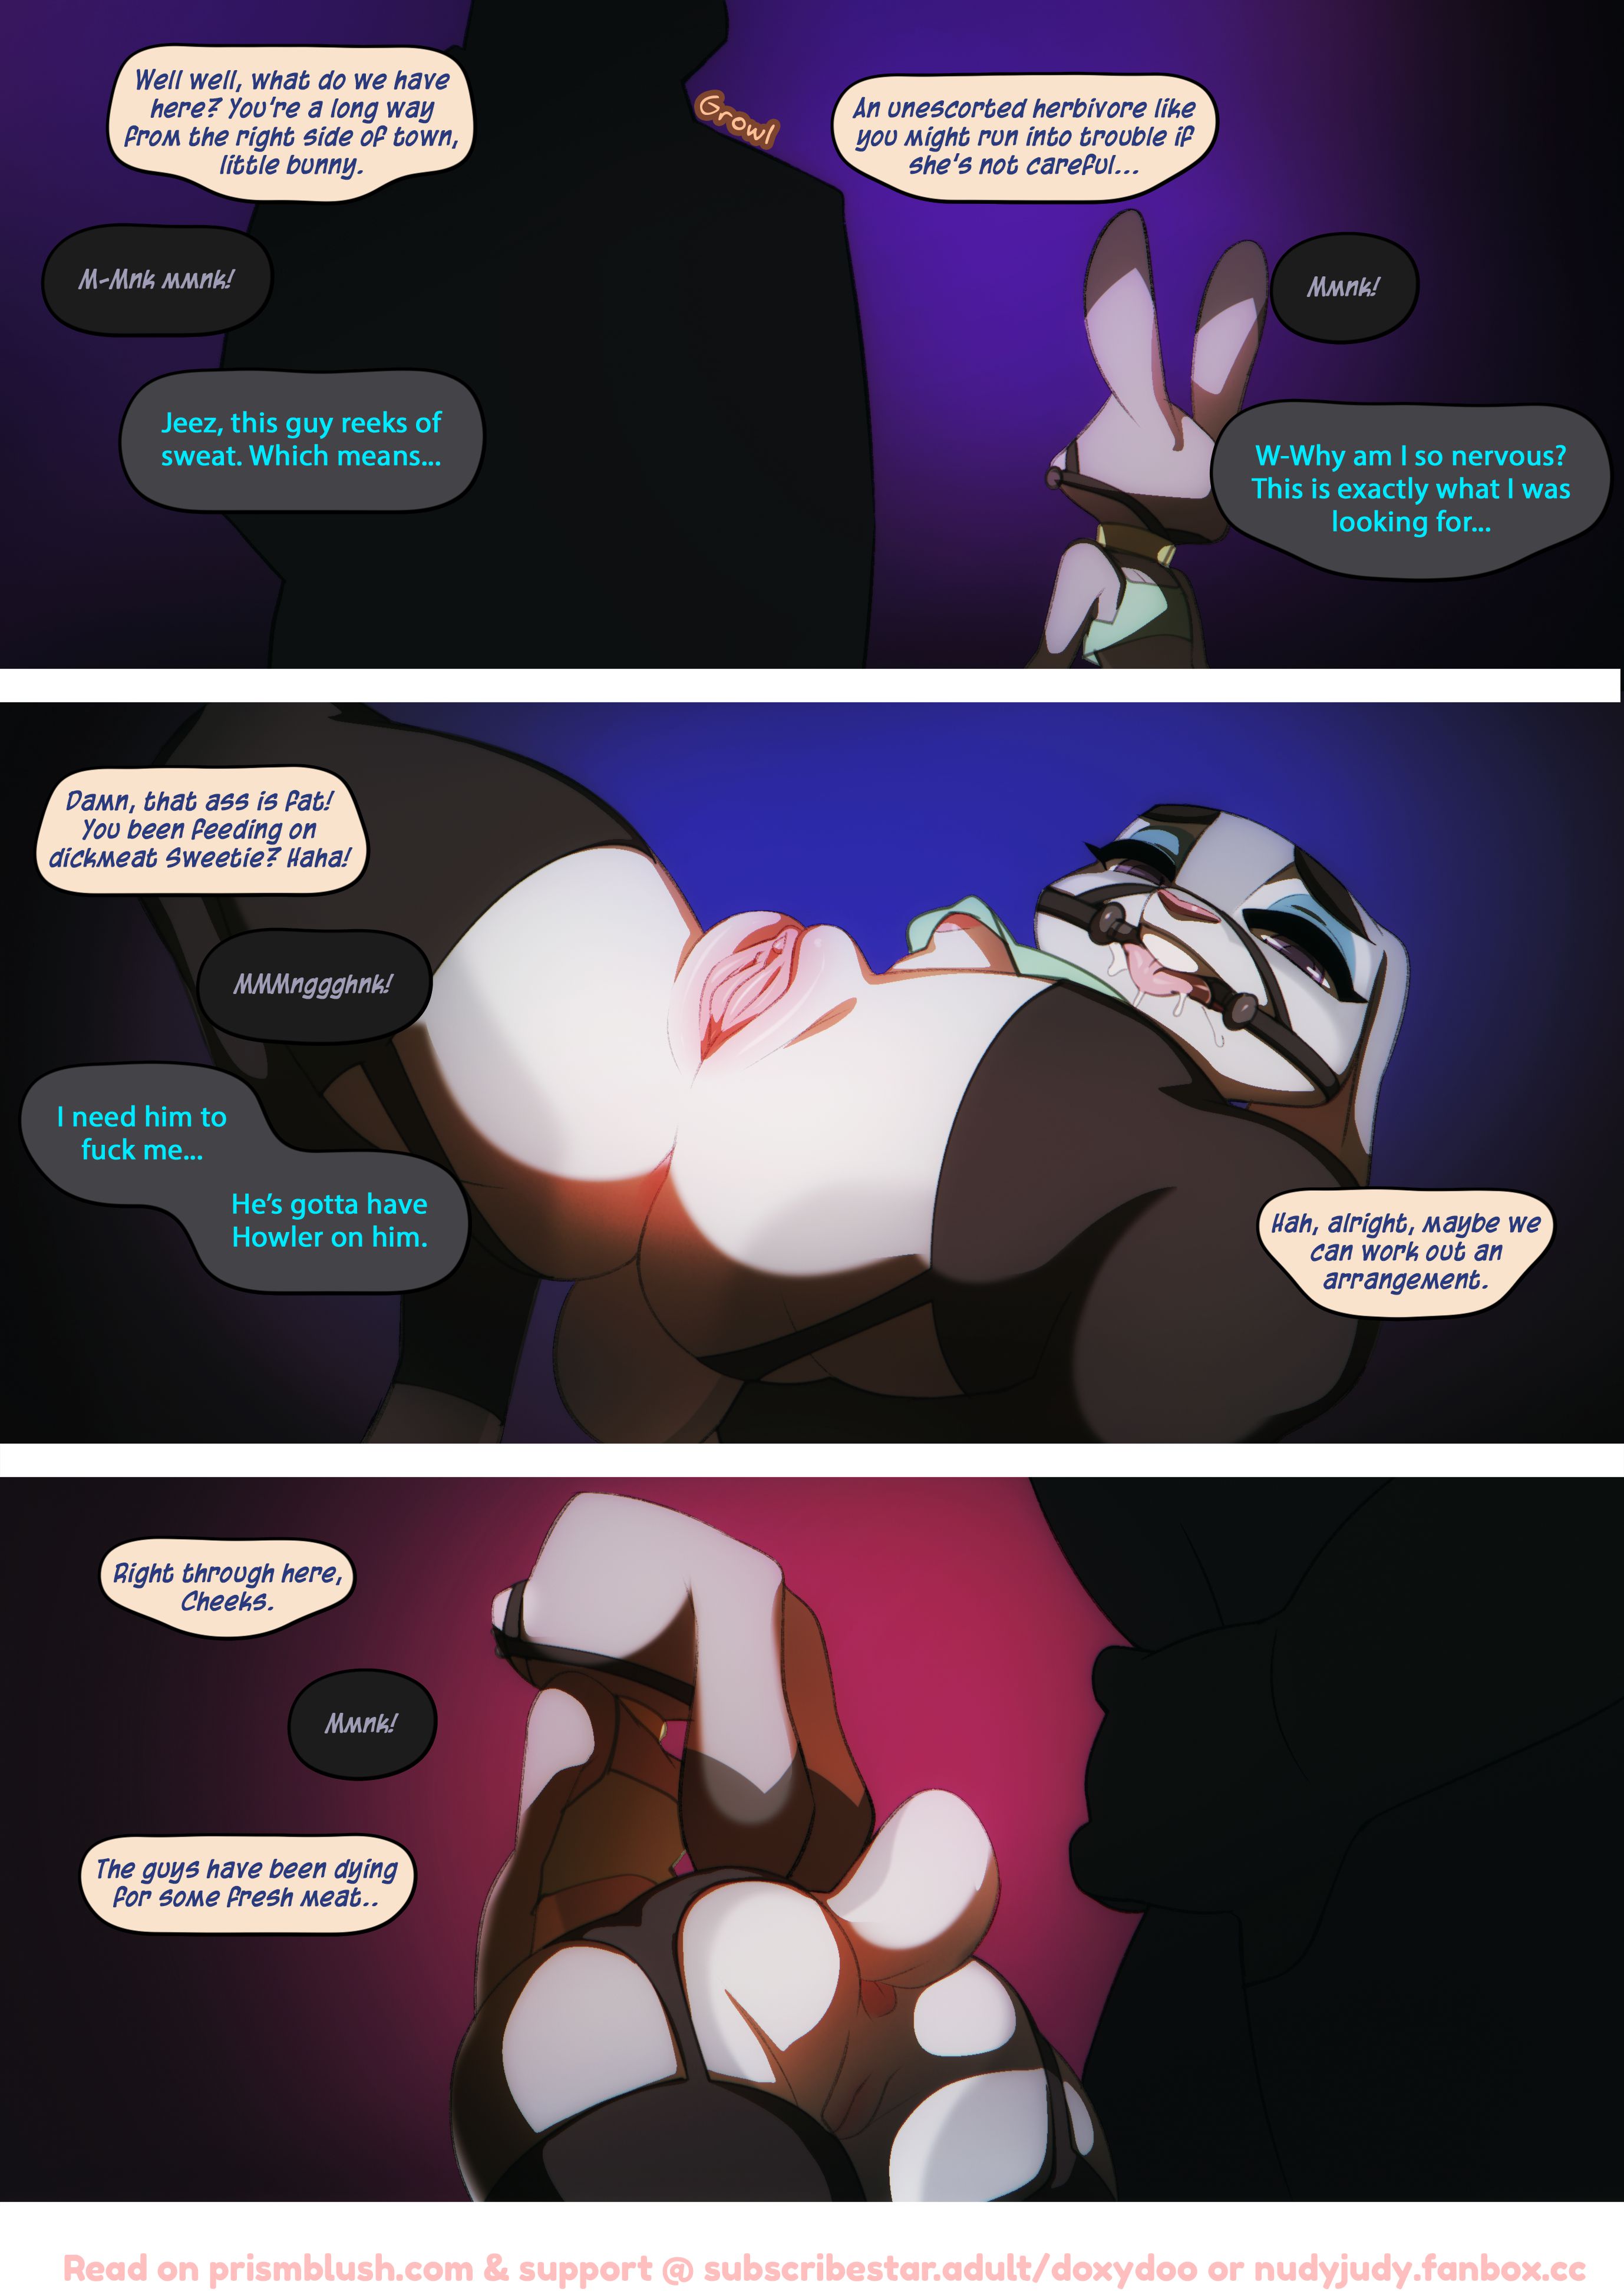 Well well, what do we have
here? You're a long way
from the right side of town,
little bunny.
Growl
An unescorted herbivore like
you might run into trouble if
she's not careful...
M-Mnk mmnk!
Mmnk!
Jeez, this guy reeks of
sweat. Which means...
W-Why am I so nervous?
This is exactly what I was
looking for...
Damn, that ass is fat!
You been feeding on
dickmeat Sweetie? Haha!
MMMnggghnk!
I need him to
fuck me...
He's gotta have
Howler on him.
Hah, alright, maybe we
can work out an
arrangement.
Right through here,
Cheeks.
Mmnk!
The guys have been dying
for some fresh meat..
Read on prismblush.com & support @ subscribestar.adult/doxydoo or nudyjudy.fanbox.cc